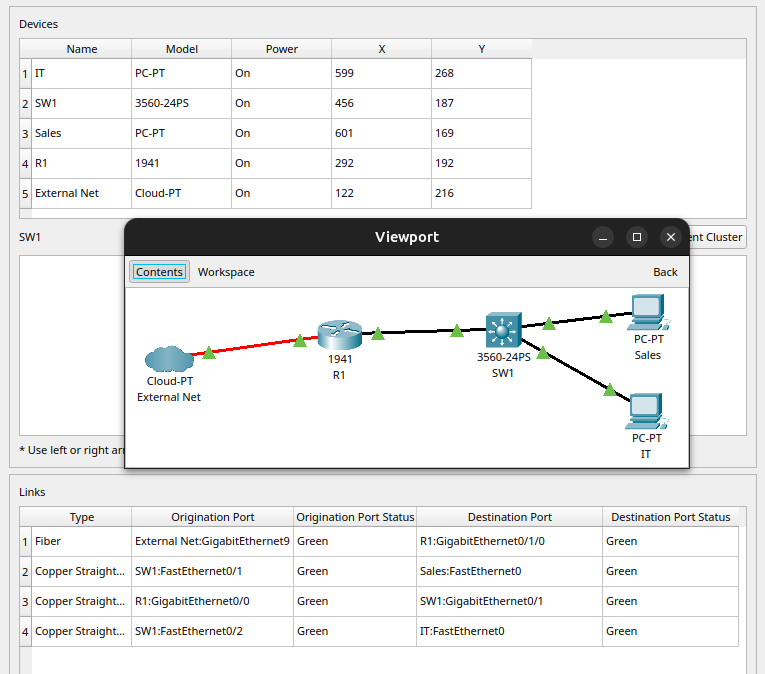 Devices
Name Model Power X Y
1 IT PC-PT On 599 268
2 SW1 3560-24PS On 456 187
3 Sales PC-PT On 601 169
4 R1 1941 On 292 192
5 External Net Cloud-PT On 122 216
SW1
ent Cluster
Viewport
Contents Workspace Back
Cloud-PT
External Net
1941
R1
3560-24PS
SW1
PC-PT
Sales
PC-PT
IT
* Use left or right arr
Links
Type Origination Port Origination Port Status Destination Port Destination Port Status
1 Fiber External Net:GigabitEthernet9 Green R1:GigabitEthernet0/1/0 Green
2 Copper Straight... SW1:FastEthernet0/1 Green Sales:FastEthernet0 Green
3 Copper Straight... R1:GigabitEthernet0/0 Green SW1:GigabitEthernet0/1 Green
4 Copper Straight... SW1:FastEthernet0/2 Green IT:FastEthernet0 Green